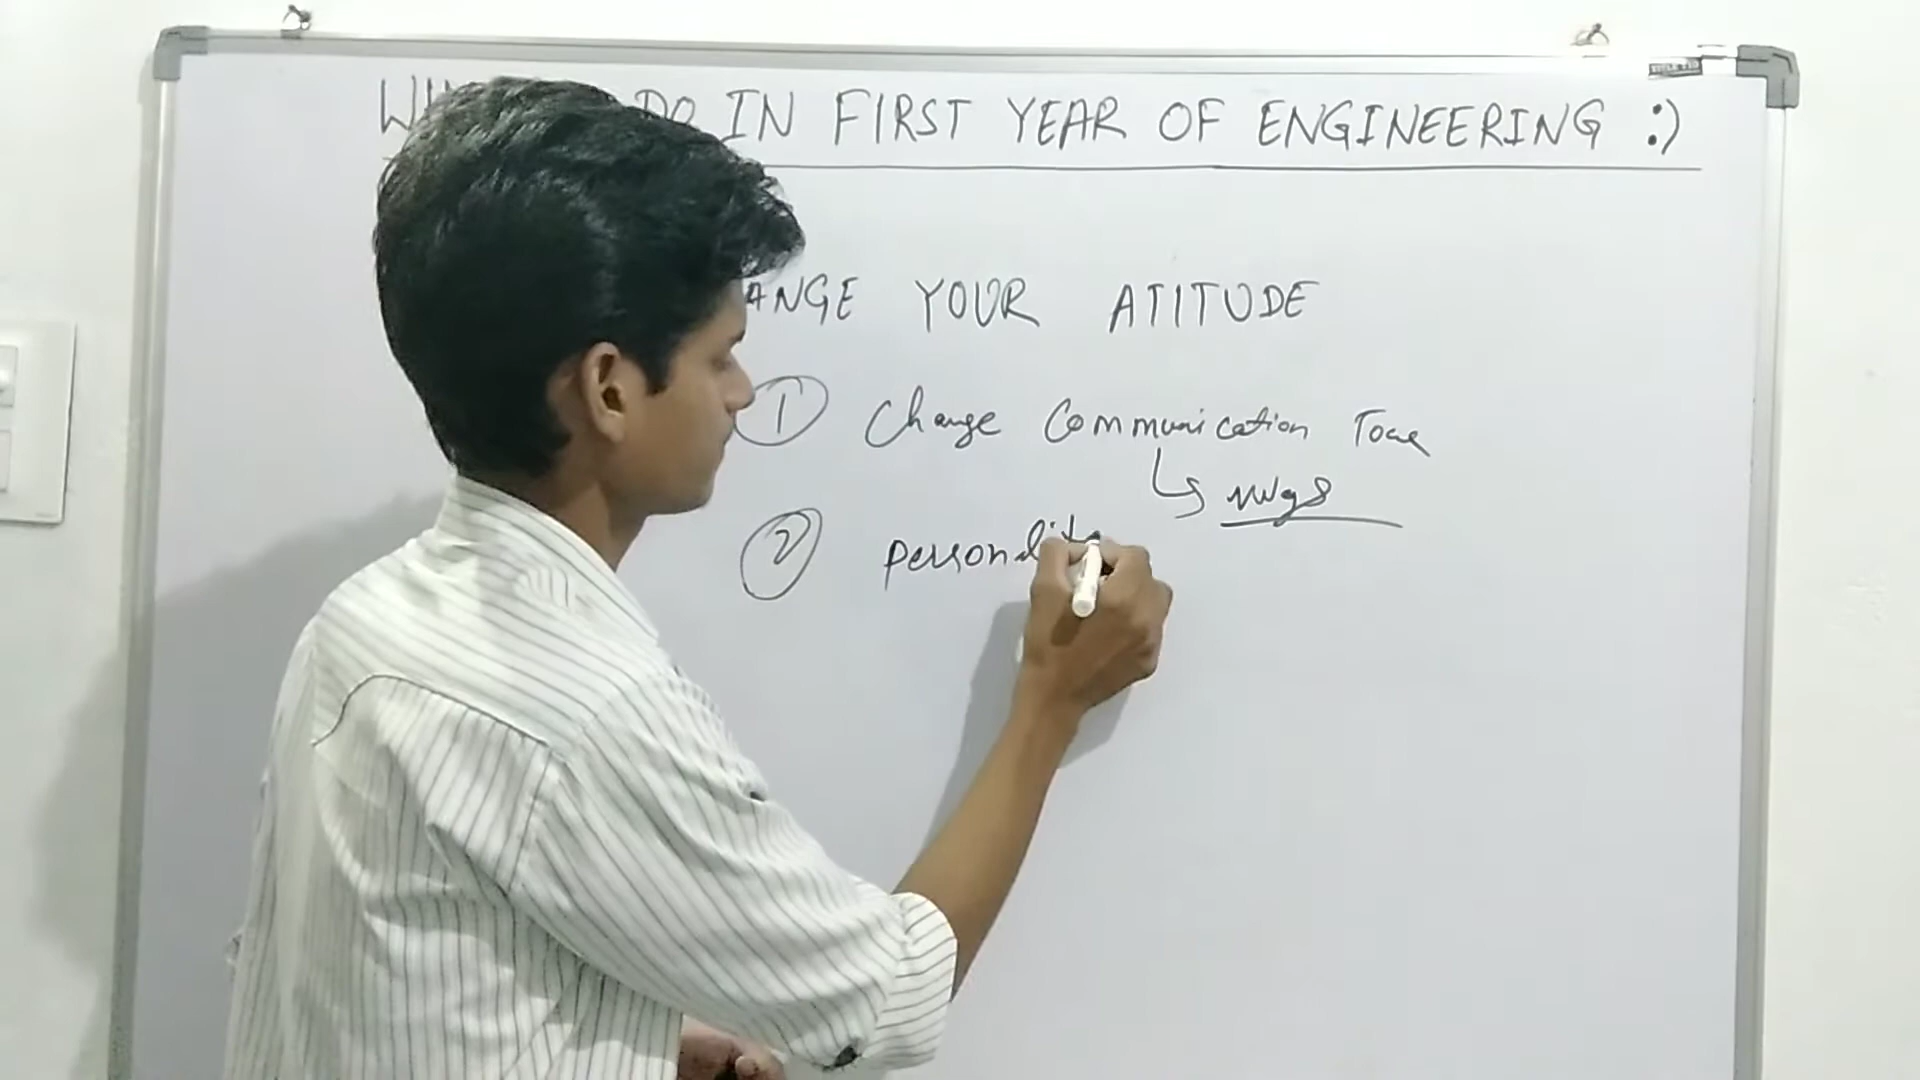 DO IN FIRST YEAR OF ENGINEERING :)
ANGE YOUR ATITUDE
1 Change Communication Tone
2 Personalit